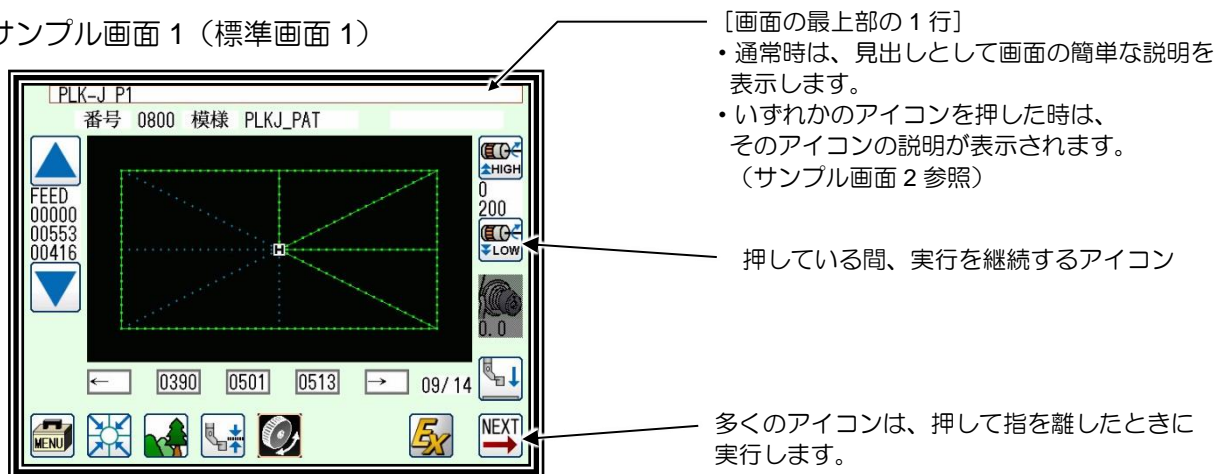 サンプル画面 1（標準画面 1）
［画面の最上部の 1 行］
・通常時は、見出しとして画面の簡単な説明を
表示します。
・いずれかのアイコンを押した時は、
そのアイコンの説明が表示されます。
（サンプル画面 2 参照）
押している間、実行を継続するアイコン
多くのアイコンは、押して指を離したときに
実行します。
PLK-J P1
番号 0800 模様 PLKJ_PAT
FEED
00000
00553
00416
H
HIGH
0
200
LOW
0.0
← 0390 0501 0513 → 09/14
MENU
Ex
NEXT